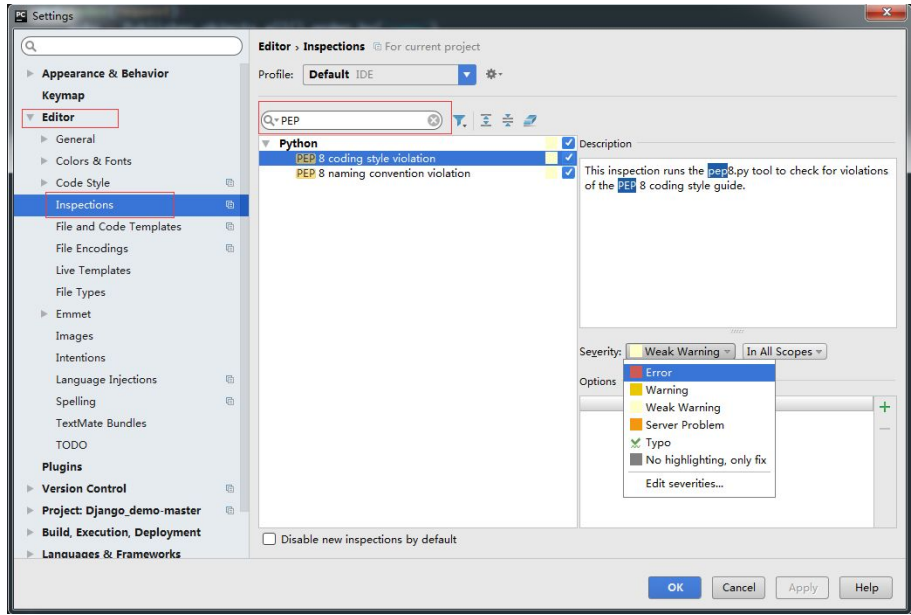 PC Settings
Editor › Inspections For current project
Profile: Default IDE
Appearance & Behavior
Keymap
Editor
General
Colors & Fonts
Code Style
Inspections
File and Code Templates
File Encodings
Live Templates
File Types
Emmet
Images
Intentions
Language Injections
Spelling
TextMate Bundles
TODO
Plugins
Version Control
Project: Django_demo-master
Build, Execution, Deployment
Languages & Frameworks
PEP
Python
PEP 8 coding style violation
PEP 8 naming convention violation
Disable new inspections by default
Description
This inspection runs the pep8.py tool to check for violations
of the PEP 8 coding style guide.
Severity: Weak Warning In All Scopes
Options
Error
Warning
Weak Warning
Server Problem
Typo
No highlighting, only fix
Edit severities...
OK Cancel Apply Help